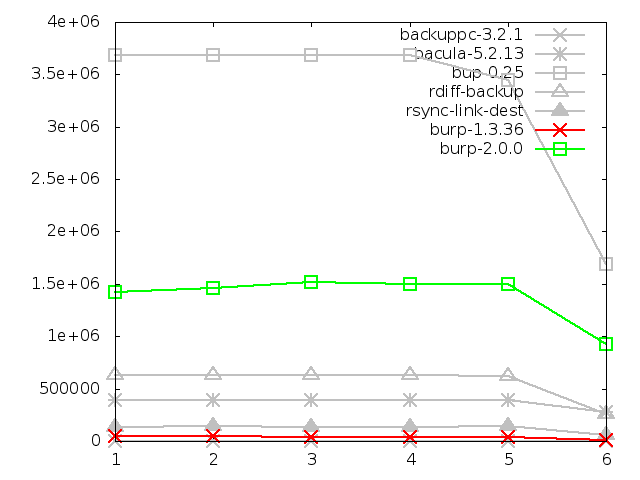 4e+06
3.5e+06
3e+06
2.5e+06
2e+06
1.5e+06
1e+06
500000
0
1 2 3 4 5 6
backuppc-3.2.1
bacula-5.2.13
bup-0.25
rdiff-backup
rsync-link-dest
burp-1.3.36
burp-2.0.0